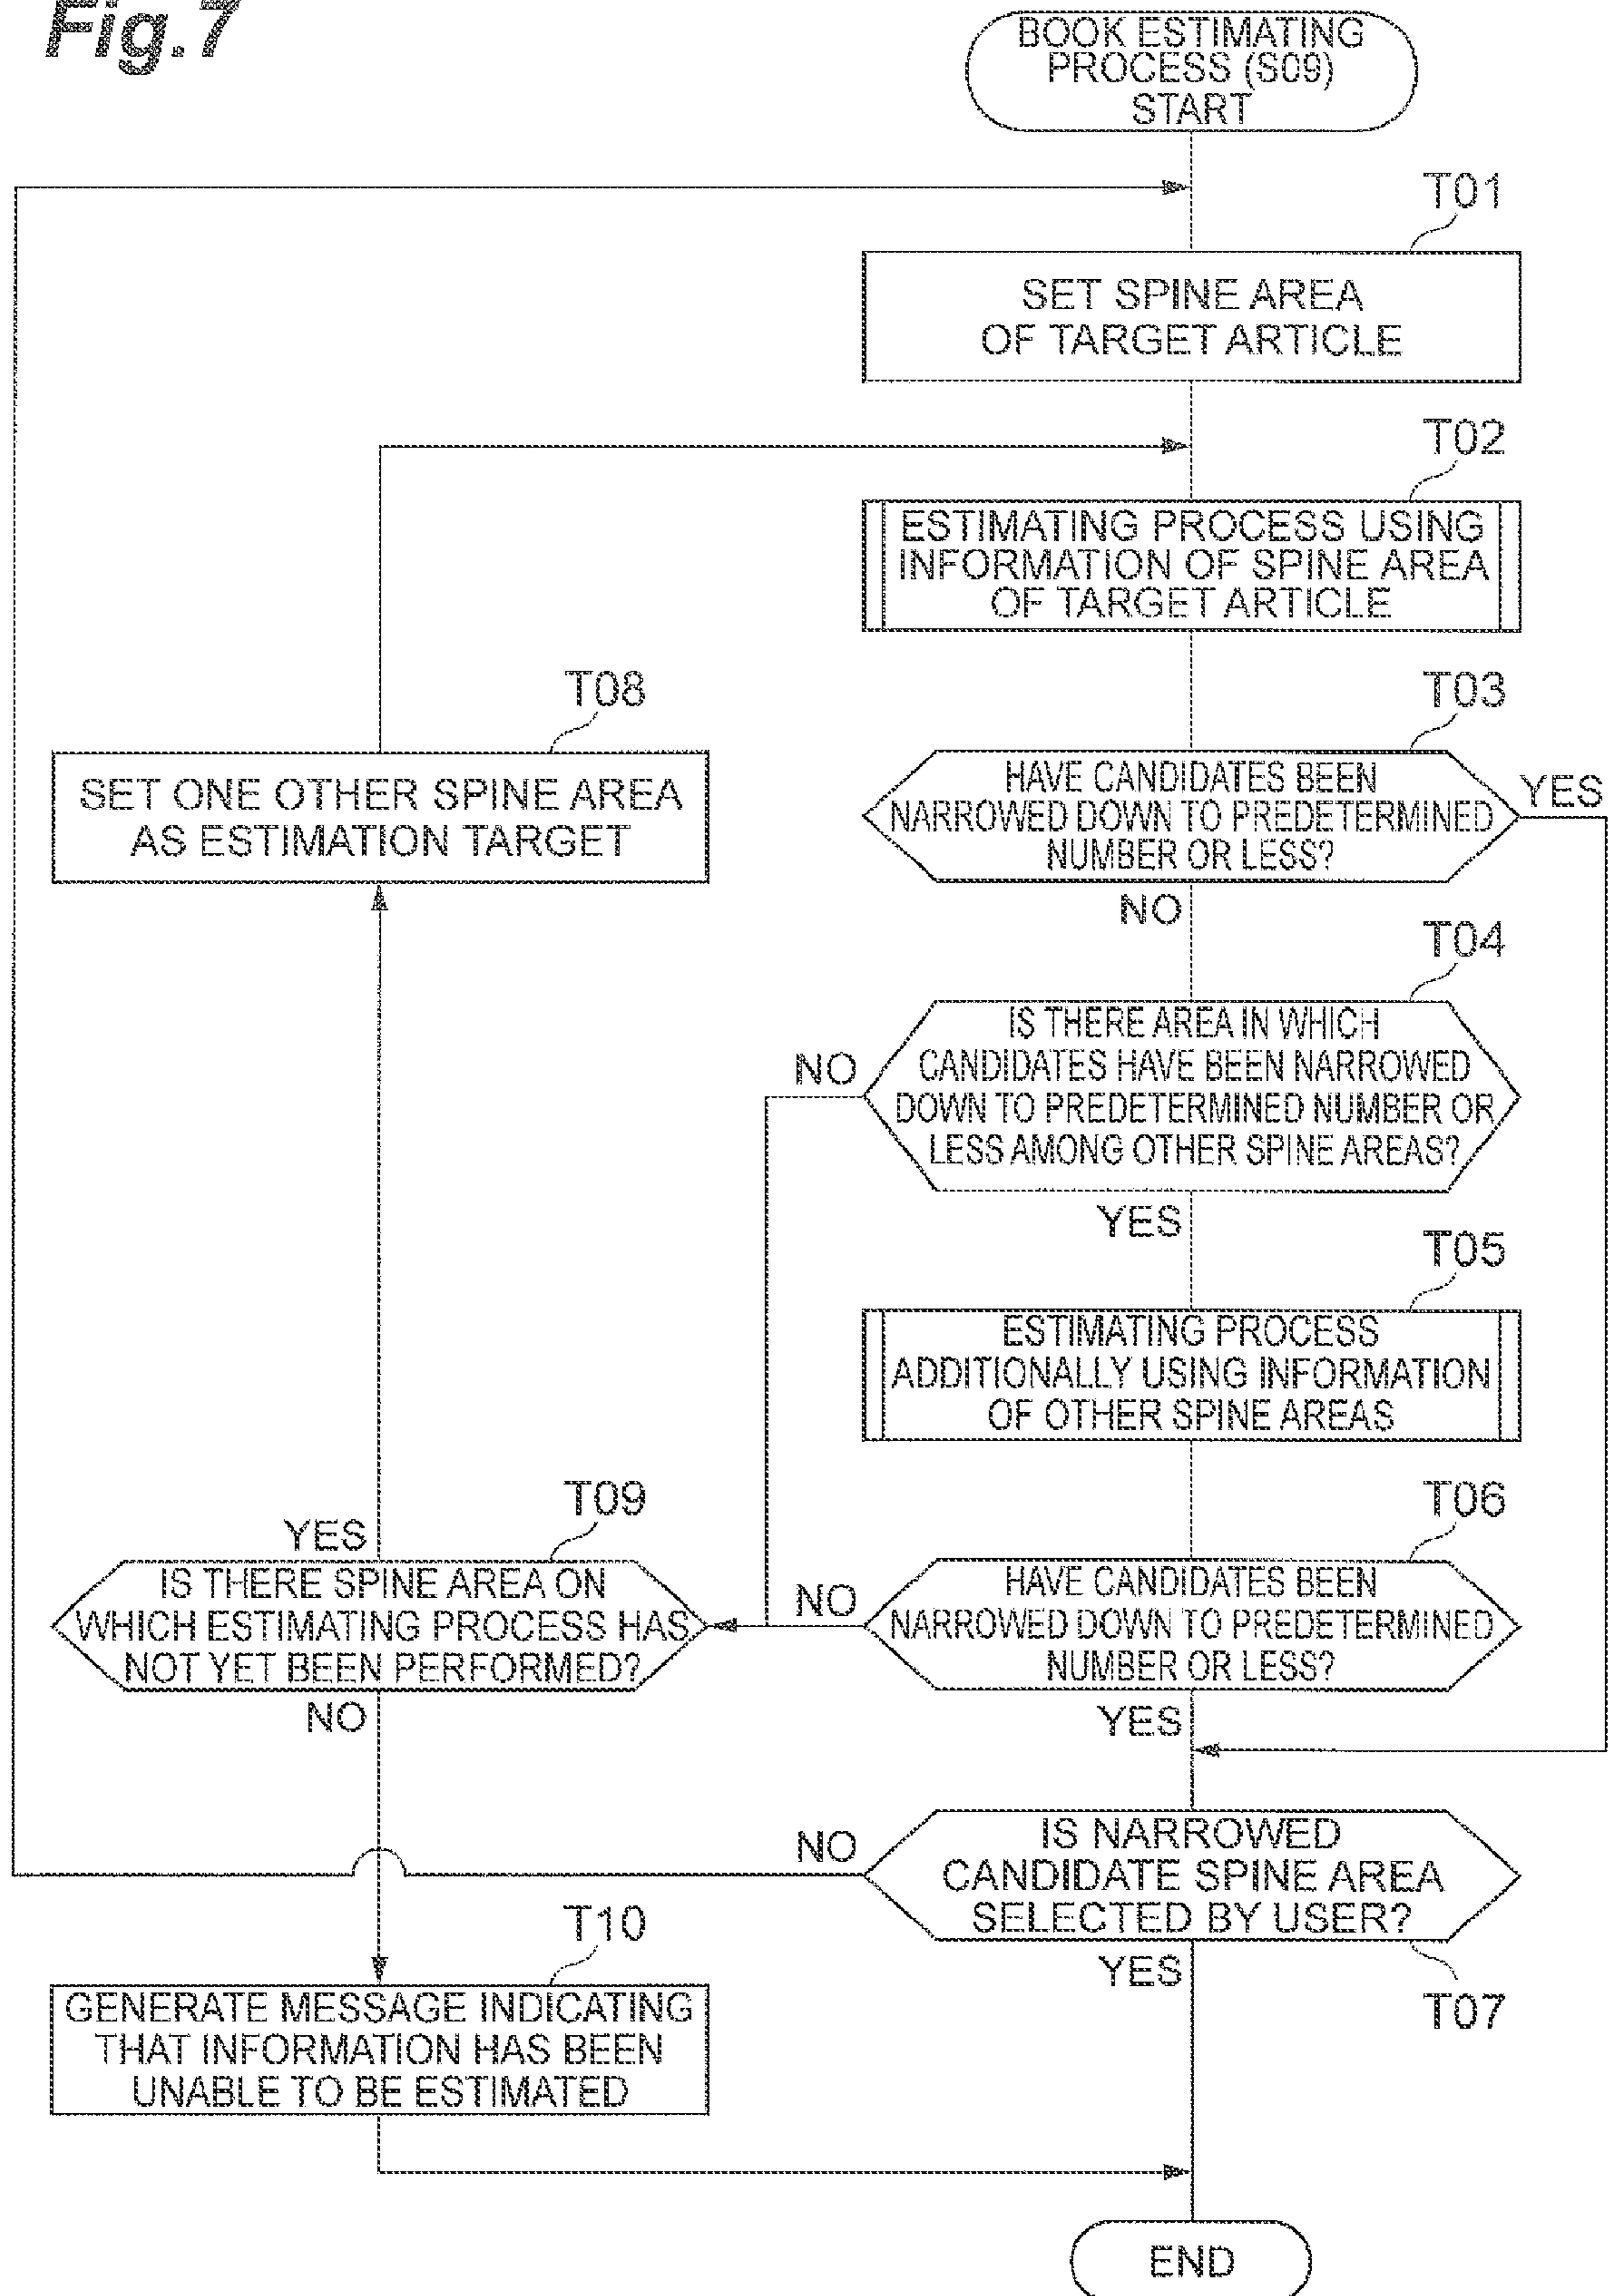 Fig.7
BOOK ESTIMATING
PROCESS (S09)
START
T01
SET SPINE AREA
OF TARGET ARTICLE
T02
ESTIMATING PROCESS USING
INFORMATION OF SPINE AREA
OF TARGET ARTICLE
T08
SET ONE OTHER SPINE AREA
AS ESTIMATION TARGET
T03
HAVE CANDIDATES BEEN
NARROWED DOWN TO PREDETERMINED
NUMBER OR LESS?
YES
NO
T04
IS THERE AREA IN WHICH
CANDIDATES HAVE BEEN NARROWED
DOWN TO PREDETERMINED NUMBER OR
LESS AMONG OTHER SPINE AREAS?
NO
YES
T05
ESTIMATING PROCESS
ADDITIONALLY USING INFORMATION
OF OTHER SPINE AREAS
T09
YES
IS THERE SPINE AREA ON
WHICH ESTIMATING PROCESS HAS
NOT YET BEEN PERFORMED?
NO
T06
NO
HAVE CANDIDATES BEEN
NARROWED DOWN TO PREDETERMINED
NUMBER OR LESS?
YES
NO
IS NARROWED
CANDIDATE SPINE AREA
SELECTED BY USER?
YES
T07
T10
GENERATE MESSAGE INDICATING
THAT INFORMATION HAS BEEN
UNABLE TO BE ESTIMATED
END